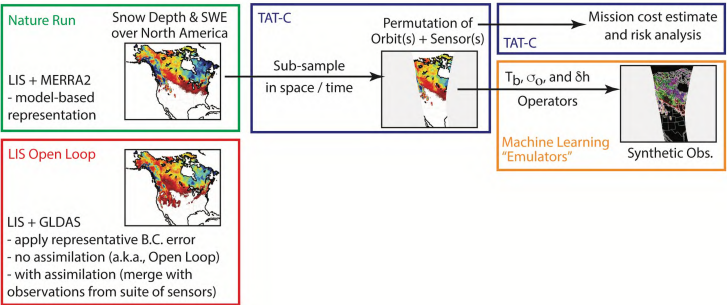 Nature Run
Snow Depth & SWE
over North America
LIS + MERRA2
- model-based
representation
LIS Open Loop
LIS + GLDAS
- apply representative B.C. error
- no assimilation (a.k.a., Open Loop)
- with assimilation (merge with
observations from suite of sensors)
TAT-C
Sub-sample
in space / time
Permutation of
Orbit(s) + Sensor(s)
Mission cost estimate
and risk analysis
TAT-C
Tb, σo, and δh
Operators
Machine Learning
"Emulators"
Synthetic Obs.